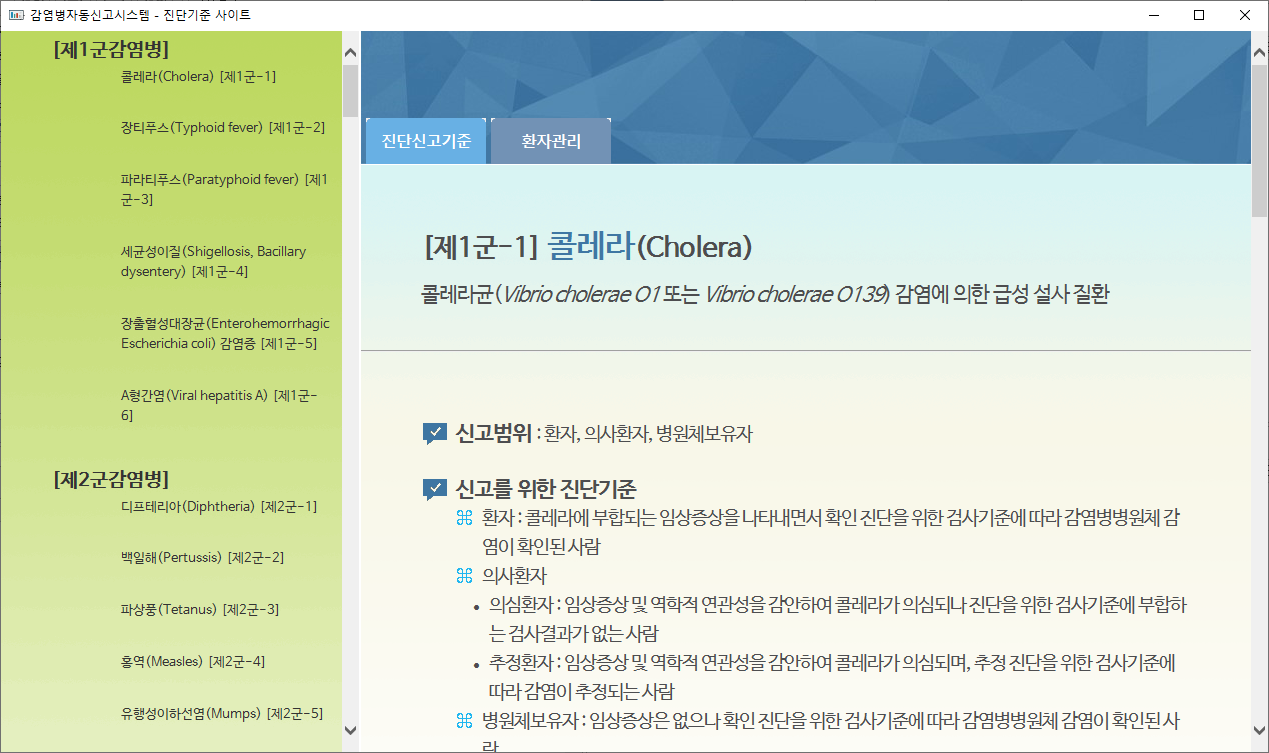 감염병자동신고시스템 - 진단기준 사이트
[제1군감염병]
콜레라(Cholera) [제1군-1]
장티푸스(Typhoid fever) [제1군-2]
파라티푸스(Paratyphoid fever) [제1
군-3]
세균성이질(Shigellosis, Bacillary
dysentery) [제1군-4]
장출혈성대장균(Enterohemorrhagic
Escherichia coli) 감염증 [제1군-5]
A형간염(Viral hepatitis A) [제1군-
6]
[제2군감염병]
디프테리아(Diphtheria) [제2군-1]
백일해(Pertussis) [제2군-2]
파상풍(Tetanus) [제2군-3]
홍역(Measles) [제2군-4]
유행성이하선염(Mumps) [제2군-5]
진단신고기준
환자관리
[제1군-1] 콜레라(Cholera)
콜레라균(Vibrio cholerae O1 또는 Vibrio cholerae O139) 감염에 의한 급성 설사 질환
신고범위 : 환자, 의사환자, 병원체보유자
신고를 위한 진단기준
환자 : 콜레라에 부합되는 임상증상을 나타내면서 확인 진단을 위한 검사기준에 따라 감염병병원체 감
염이 확인된 사람
의사환자
• 의심환자 : 임상증상 및 역학적 연관성을 감안하여 콜레라가 의심되나 진단을 위한 검사기준에 부합하
는 검사결과가 없는 사람
• 추정환자 : 임상증상 및 역학적 연관성을 감안하여 콜레라가 의심되며, 추정 진단을 위한 검사기준에
따라 감염이 추정되는 사람
병원체보유자 : 임상증상은 없으나 확인 진단을 위한 검사기준에 따라 감염병병원체 감염이 확인된 사
람